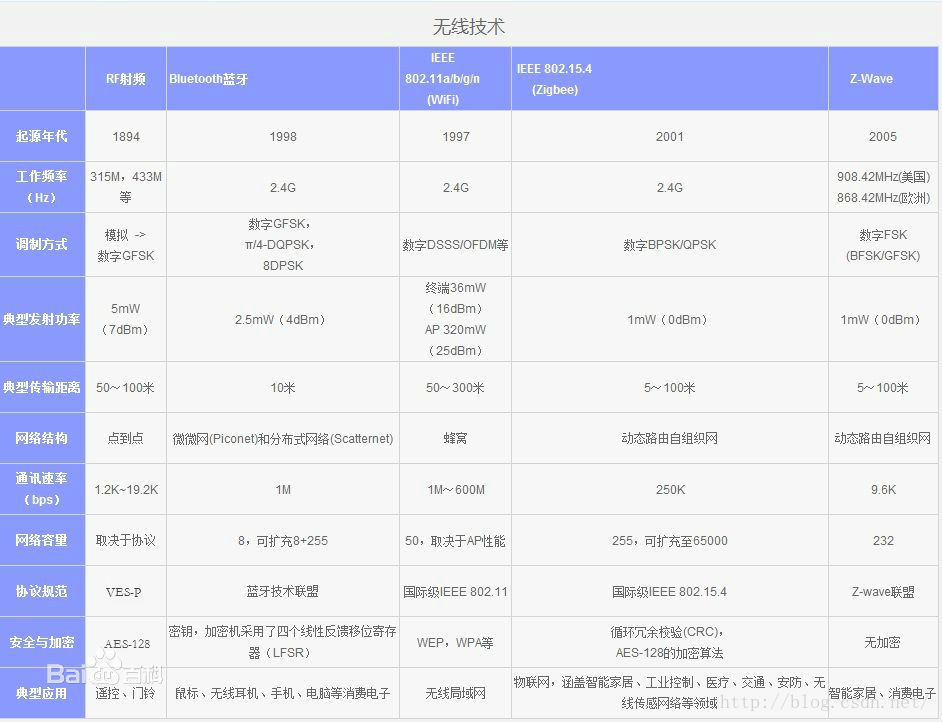 无线技术
RF射频
Bluetooth蓝牙
IEEE
802.11a/b/g/n
(WiFi)
IEEE 802.15.4
(Zigbee)
Z-Wave
起源年代
1894
1998
1997
2001
2005
工作频率
（Hz）
315M，433M
等
2.4G
2.4G
2.4G
908.42MHz(美国)
868.42MHz(欧洲)
调制方式
模拟 ->
数字GFSK
数字GFSK，
π/4-DQPSK，
8DPSK
数字DSSS/OFDM等
数字BPSK/QPSK
数字FSK
(BFSK/GFSK)
典型发射功率
5mW
（7dBm）
2.5mW（4dBm）
终端36mW
（16dBm）
AP 320mW
（25dBm）
1mW（0dBm）
1mW（0dBm）
典型传输距离
50～100米
10米
50～300米
5～100米
5～100米
网络结构
点到点
微微网(Piconet)和分布式网络(Scatternet)
蜂窝
动态路由自组织网
动态路由自组织网
通讯速率
（bps）
1.2K~19.2K
1M
1M～600M
250K
9.6K
网络容量
取决于协议
8，可扩充8+255
50，取决于AP性能
255，可扩充至65000
232
协议规范
VES-P
蓝牙技术联盟
国际级IEEE 802.11
国际级IEEE 802.15.4
Z-wave联盟
安全与加密
AES-128
密钥，加密机采用了四个线性反馈移位寄存
器（LFSR）
WEP，WPA等
循环冗余校验(CRC)，
AES-128的加密算法
无加密
典型应用
遥控、门铃
鼠标、无线耳机、手机、电脑等消费电子
无线局域网
物联网，涵盖智能家居、工业控制、医疗、交通、安防、无
线传感网络等领域
智能家居、消费电子
Bai百科
http://blog.csdn.net/